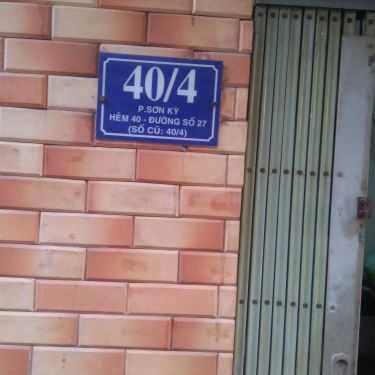 40/4
P.SƠN KỲ
HẺM 40 - ĐƯỜNG SỐ 27
(SỐ CŨ: 40/4)